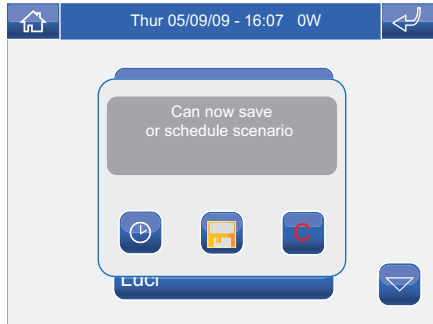 Thur 05/09/09 - 16:07 0W
Can now save
or schedule scenario
C
Luci